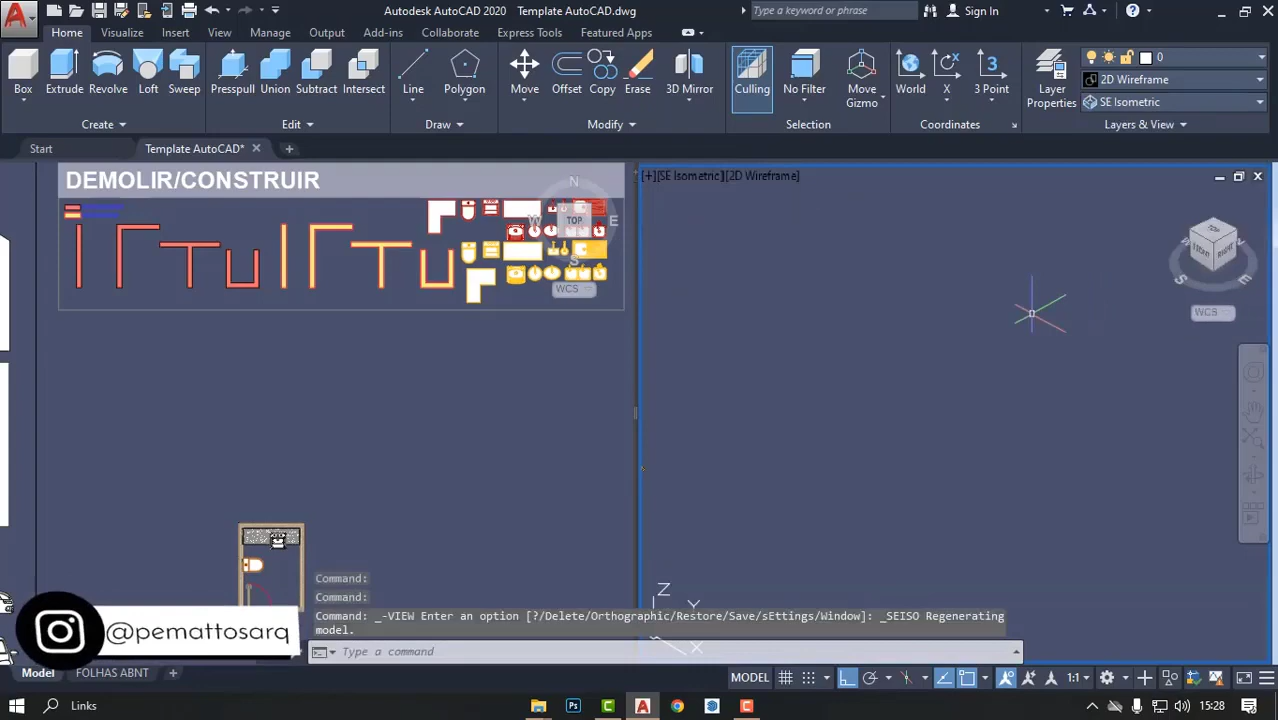 Autodesk AutoCAD 2020 Template AutoCAD.dwg
Type a keyword or phrase
Sign In
Home Visualize Insert View Manage Output Add-ins Collaborate Express Tools Featured Apps
Box Extrude Revolve Loft Sweep Presspull Union Subtract Intersect Line Polygon Move Offset Copy Erase 3D Mirror Culling No Filter Move Gizmo World X 3 Point Layer Properties
0
2D Wireframe
SE Isometric
Create Edit Draw Modify Selection Coordinates Layers & View
Start Template AutoCAD*
DEMOLIR/CONSTRUIR
N
W TOP E
S
WCS
[+][SE Isometric][2D Wireframe]
TOP
FRONT RIGHT
S E
WCS
Z
Y
X
Command:
Command:
Command: _-VIEW Enter an option [?/Delete/Orthographic/Restore/Save/sEttings/Window]: _SEISO Regenerating
model.
Type a command
@pemattosarq
Model FOLHAS ABNT
MODEL 1:1
Links
15:28